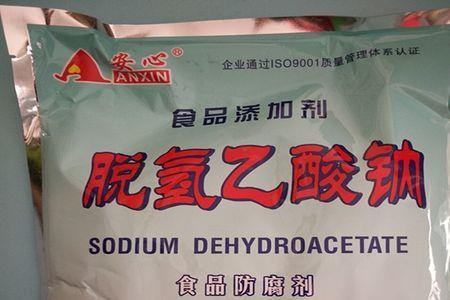 安心®
ANXIN
企业通过ISO9001质量管理体系认证
食品添加剂
脱氢乙酸钠
SODIUM DEHYDROACETATE
食品防腐剂